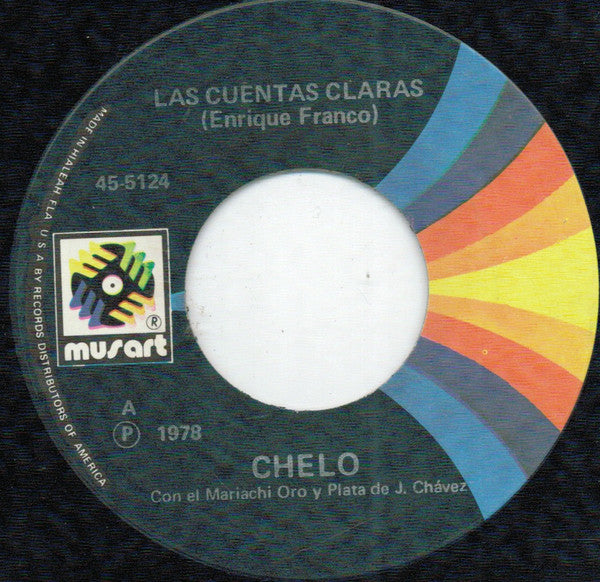 LAS CUENTAS CLARAS
(Enrique Franco)
45-5124
MADE IN HIALEAH FLA. U S A BY RECORDS DISTRIBUTORS OF AMERICA
®
musart
A
Ⓟ 1978
CHELO
Con el Mariachi Oro y Plata de J. Chávez